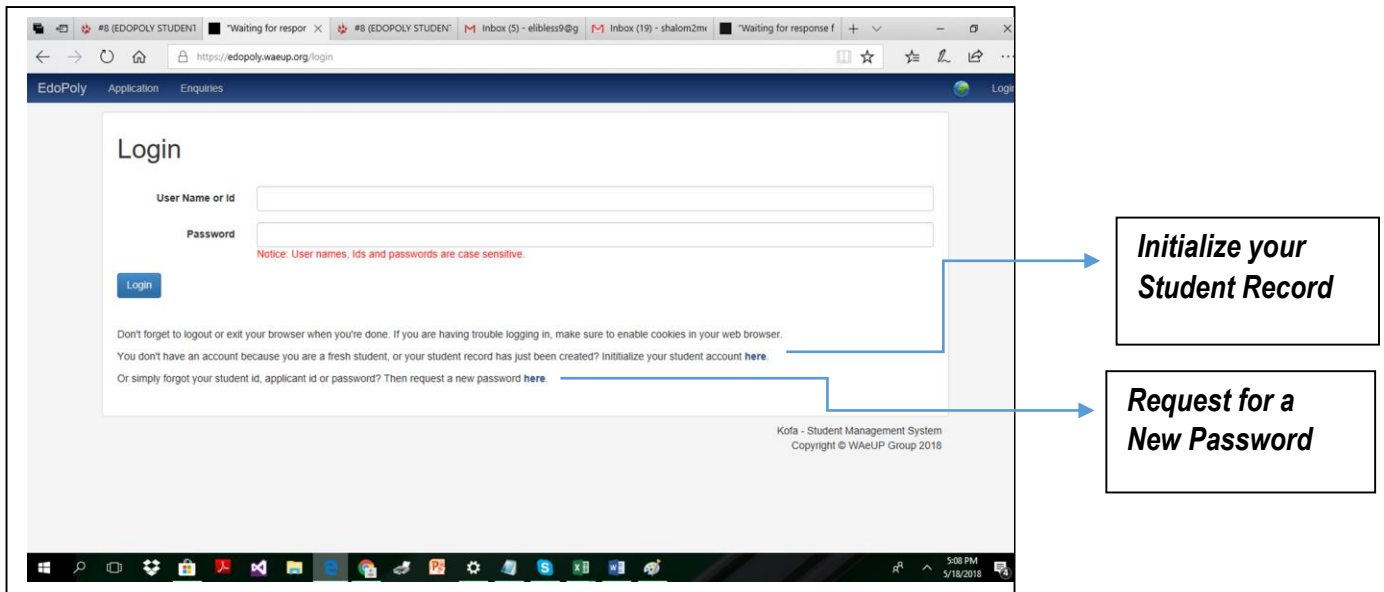 #8 (EDOPOLY STUDENT
"Waiting for respor
#8 (EDOPOLY STUDEN
Inbox (5) - elibless9@g
Inbox (19) - shalom2m
"Waiting for response f
https://edopoly.waeup.org/login
EdoPoly
Application
Enquiries
Login
Login
User Name or Id
Password
Notice: User names, Ids and passwords are case sensitive.
Login
Don't forget to logout or exit your browser when you're done. If you are having trouble logging in, make sure to enable cookies in your web browser.
You don't have an account because you are a fresh student, or your student record has just been created? Inititialize your student account here.
Or simply forgot your student id, applicant id or password? Then request a new password here.
Kofa - Student Management System
Copyright © WAeUP Group 2018
Initialize your
Student Record
Request for a
New Password
5:08 PM
5/18/2018